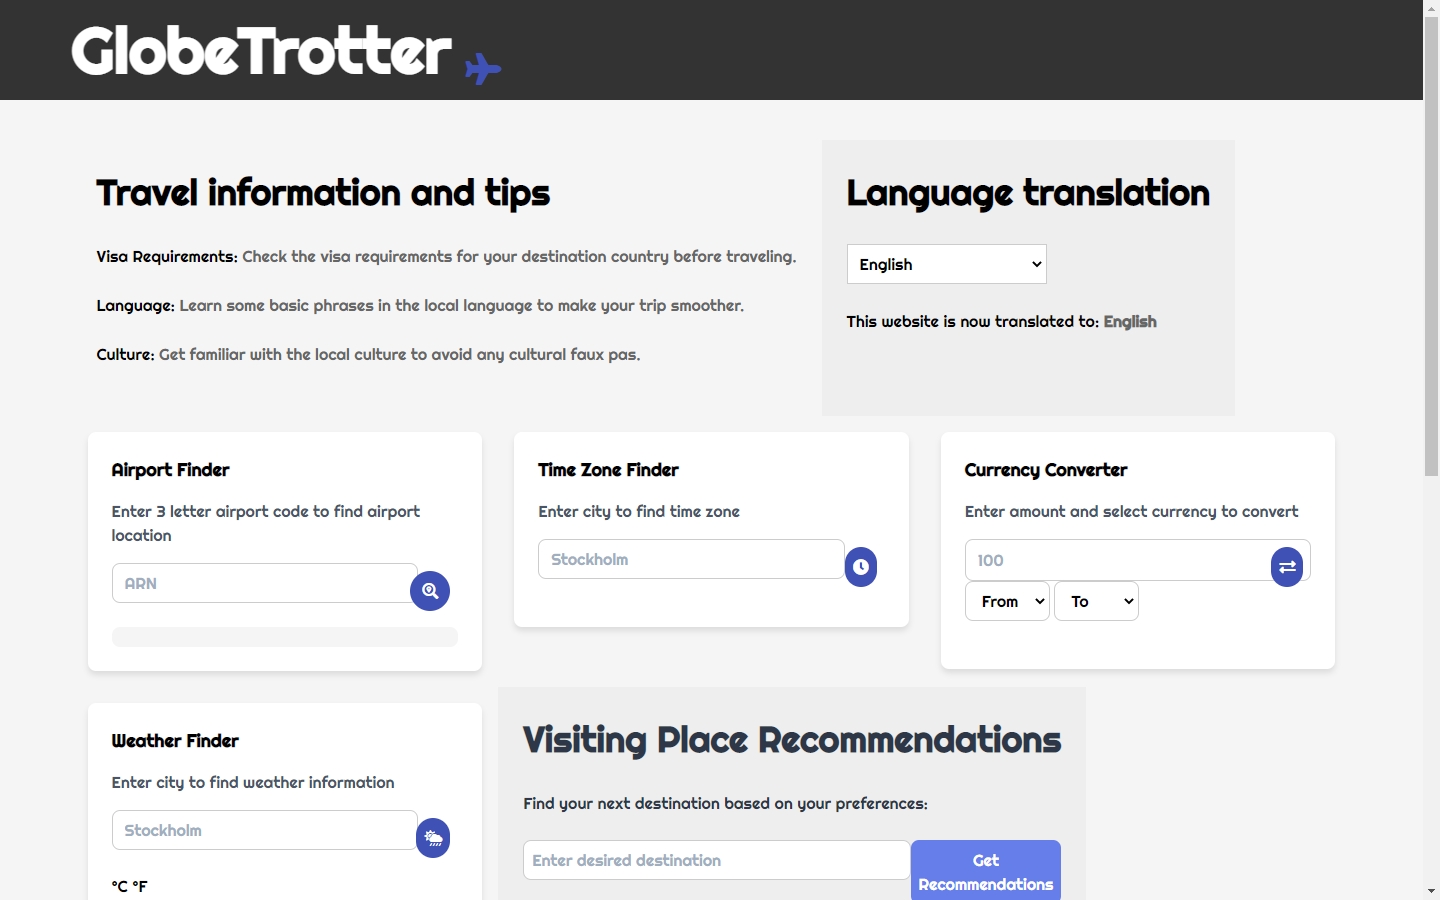 GlobeTrotter
Travel information and tips
Visa Requirements: Check the visa requirements for your destination country before traveling.
Language: Learn some basic phrases in the local language to make your trip smoother.
Culture: Get familiar with the local culture to avoid any cultural faux pas.
Language translation
English
This website is now translated to: English
Airport Finder
Enter 3 letter airport code to find airport
location
ARN
Time Zone Finder
Enter city to find time zone
Stockholm
Currency Converter
Enter amount and select currency to convert
100
From To
Weather Finder
Enter city to find weather information
Stockholm
°C °F
Visiting Place Recommendations
Find your next destination based on your preferences:
Enter desired destination
Get
Recommendations